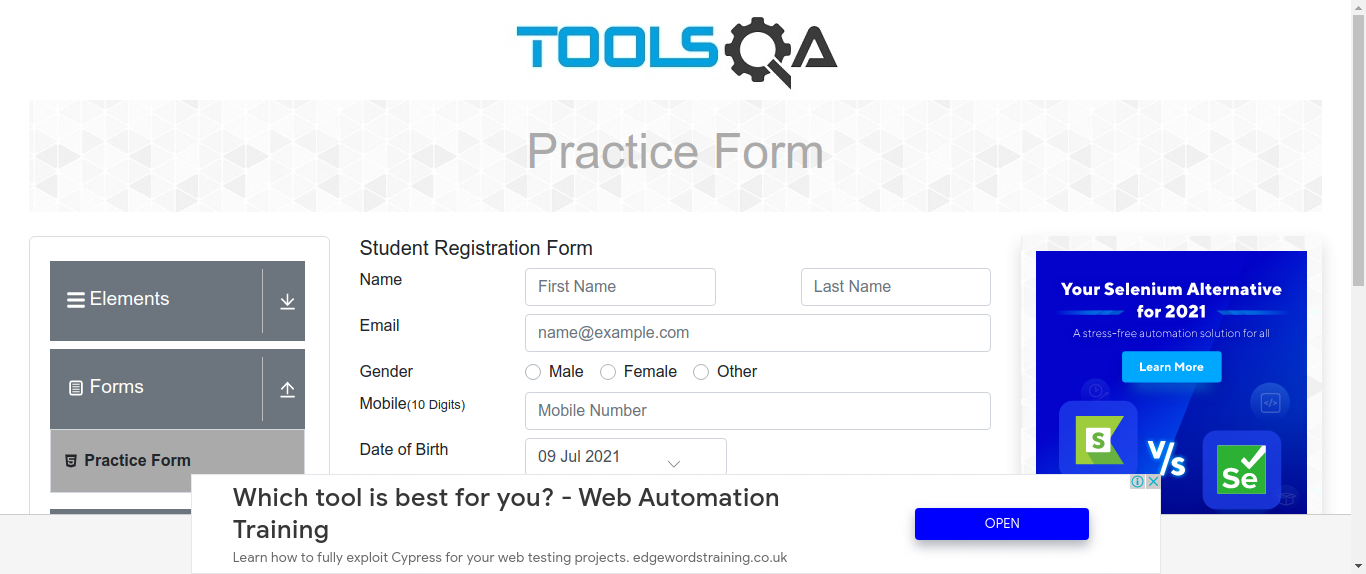 TOOLSQA
Practice Form
Elements
Forms
Practice Form
Student Registration Form
Name
First Name
Last Name
Email
name@example.com
Gender
Male
Female
Other
Mobile(10 Digits)
Mobile Number
Date of Birth
09 Jul 2021
Your Selenium Alternative
for 2021
A stress-free automation solution for all
Learn More
S
V/s
Se
Which tool is best for you? - Web Automation
Training
Learn how to fully exploit Cypress for your web testing projects. edgewordstraining.co.uk
OPEN